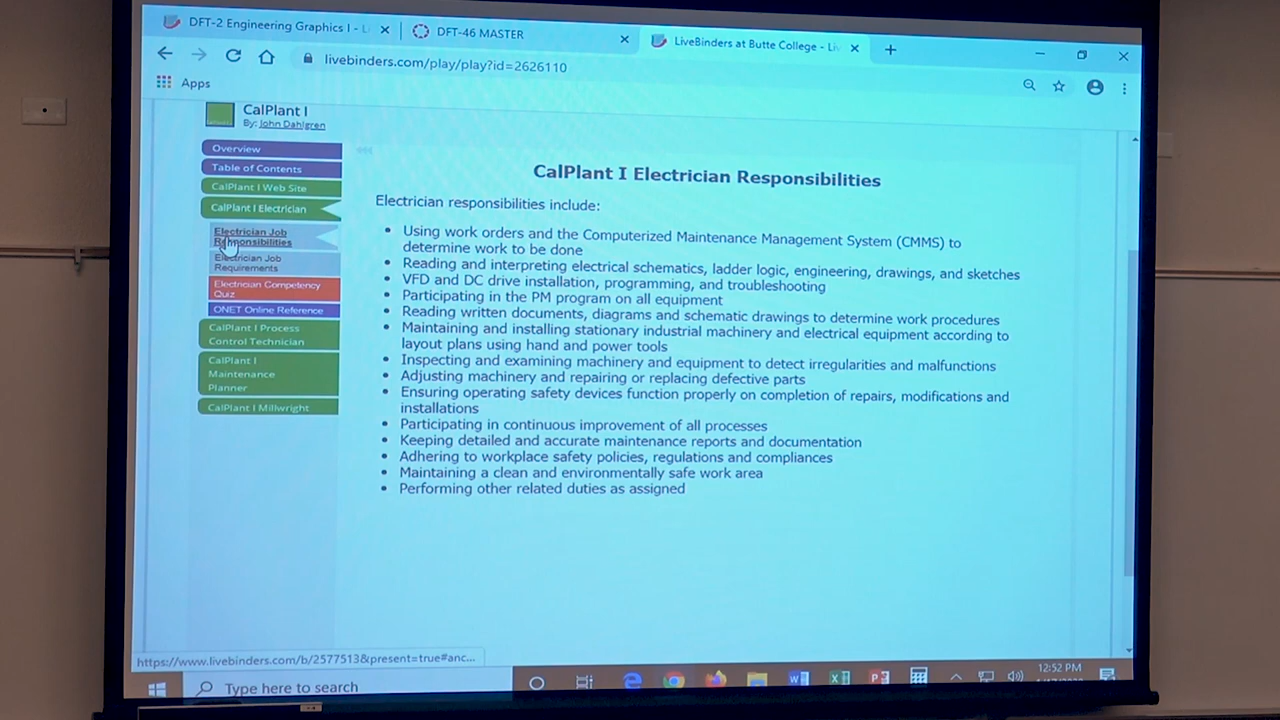 DFT-2 Engineering Graphics I - L
DFT-46 MASTER
LiveBinders at Butte College - Li
livebinders.com/play/play?id=2626110
Apps
CalPlant I
By: John Dahlgren
Overview
Table of Contents
CalPlant I Web Site
CalPlant I Electrician
Electrician Job
Responsibilities
Electrician Job
Requirements
Electrician Competency
Quiz
ONET Online Reference
CalPlant I Process
Control Technician
CalPlant I
Maintenance
Planner
CalPlant I Millwright
CalPlant I Electrician Responsibilities
Electrician responsibilities include:
• Using work orders and the Computerized Maintenance Management System (CMMS) to
determine work to be done
• Reading and interpreting electrical schematics, ladder logic, engineering, drawings, and sketches
• VFD and DC drive installation, programming, and troubleshooting
• Participating in the PM program on all equipment
• Reading written documents, diagrams and schematic drawings to determine work procedures
• Maintaining and installing stationary industrial machinery and electrical equipment according to
layout plans using hand and power tools
• Inspecting and examining machinery and equipment to detect irregularities and malfunctions
• Adjusting machinery and repairing or replacing defective parts
• Ensuring operating safety devices function properly on completion of repairs, modifications and
installations
• Participating in continuous improvement of all processes
• Keeping detailed and accurate maintenance reports and documentation
• Adhering to workplace safety policies, regulations and compliances
• Maintaining a clean and environmentally safe work area
• Performing other related duties as assigned
https://www.livebinders.com/b/2577513&present=true#anc...
Type here to search
12:52 PM